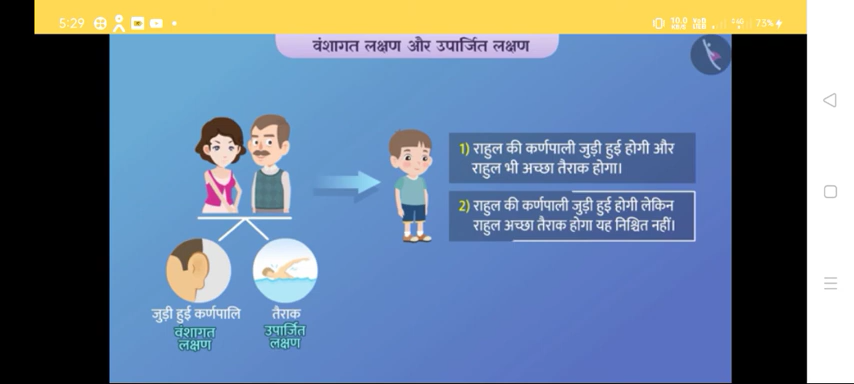 5:29
वंशागत लक्षण और उपार्जित लक्षण
1) राहुल की कर्णपाली जुड़ी हुई होगी और
राहुल भी अच्छा तैराक होगा।
2) राहुल की कर्णपाली जुड़ी हुई होगी लेकिन
राहुल अच्छा तैराक होगा यह निश्चित नहीं।
जुड़ी हुई कर्णपालि
वंशागत
लक्षण
तैराक
उपार्जित
लक्षण